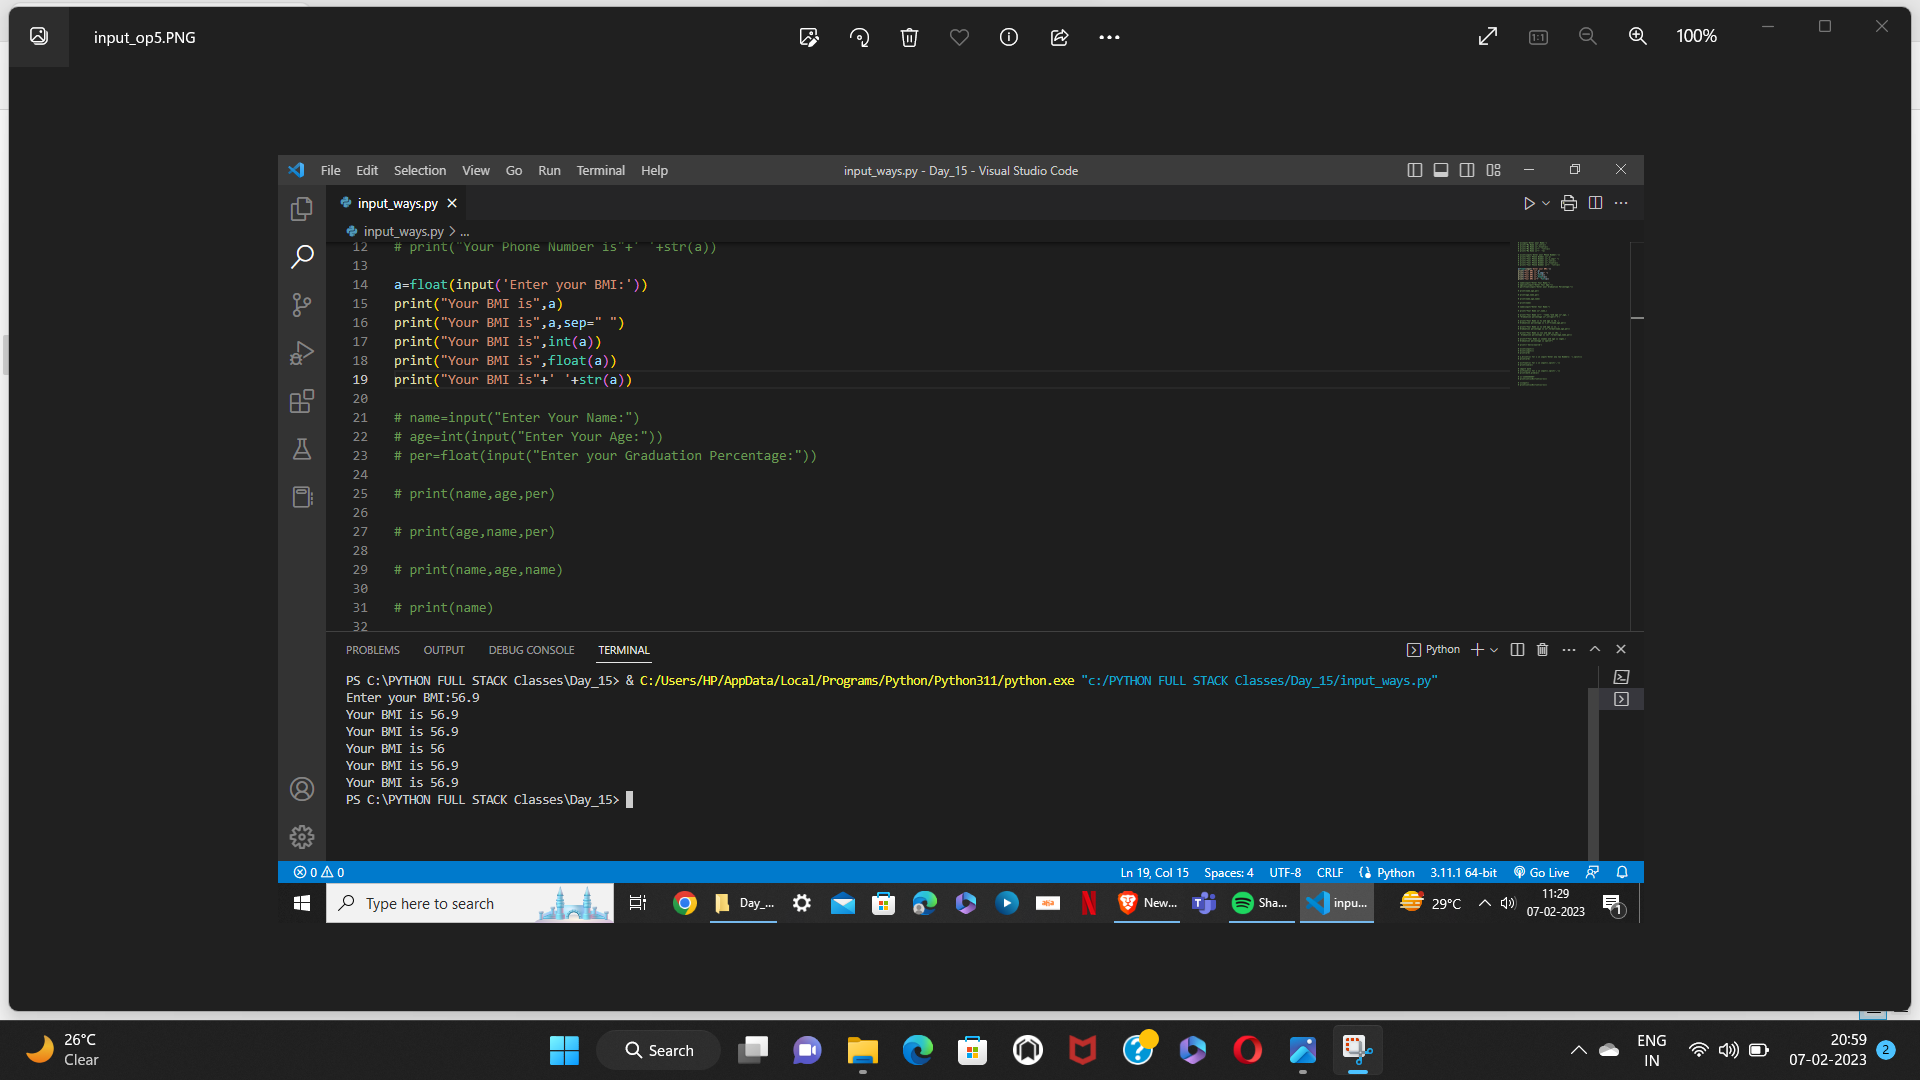 input_op5.PNG
100%
File Edit Selection View Go Run Terminal Help
input_ways.py - Day_15 - Visual Studio Code
input_ways.py
input_ways.py > ...
12 # print("Your Phone Number is"+' '+str(a))
13
14 a=float(input('Enter your BMI:'))
15 print("Your BMI is",a)
16 print("Your BMI is",a,sep=" ")
17 print("Your BMI is",int(a))
18 print("Your BMI is",float(a))
19 print("Your BMI is"+' '+str(a))
20
21 # name=input("Enter Your Name:")
22 # age=int(input("Enter Your Age:"))
23 # per=float(input("Enter your Graduation Percentage:"))
24
25 # print(name,age,per)
26
27 # print(age,name,per)
28
29 # print(name,age,name)
30
31 # print(name)
32
PROBLEMS OUTPUT DEBUG CONSOLE TERMINAL
Python
PS C:\PYTHON FULL STACK Classes\Day_15> & C:/Users/HP/AppData/Local/Programs/Python/Python311/python.exe "c:/PYTHON FULL STACK Classes/Day_15/input_ways.py"
Enter your BMI:56.9
Your BMI is 56.9
Your BMI is 56.9
Your BMI is 56
Your BMI is 56.9
Your BMI is 56.9
PS C:\PYTHON FULL STACK Classes\Day_15>
0 0
Ln 19, Col 15 Spaces: 4 UTF-8 CRLF Python 3.11.1 64-bit Go Live
Type here to search
Day_...
New...
Sha...
inpu...
29°C
11:29
07-02-2023
1
26°C
Clear
Search
ENG
IN
20:59
07-02-2023
2